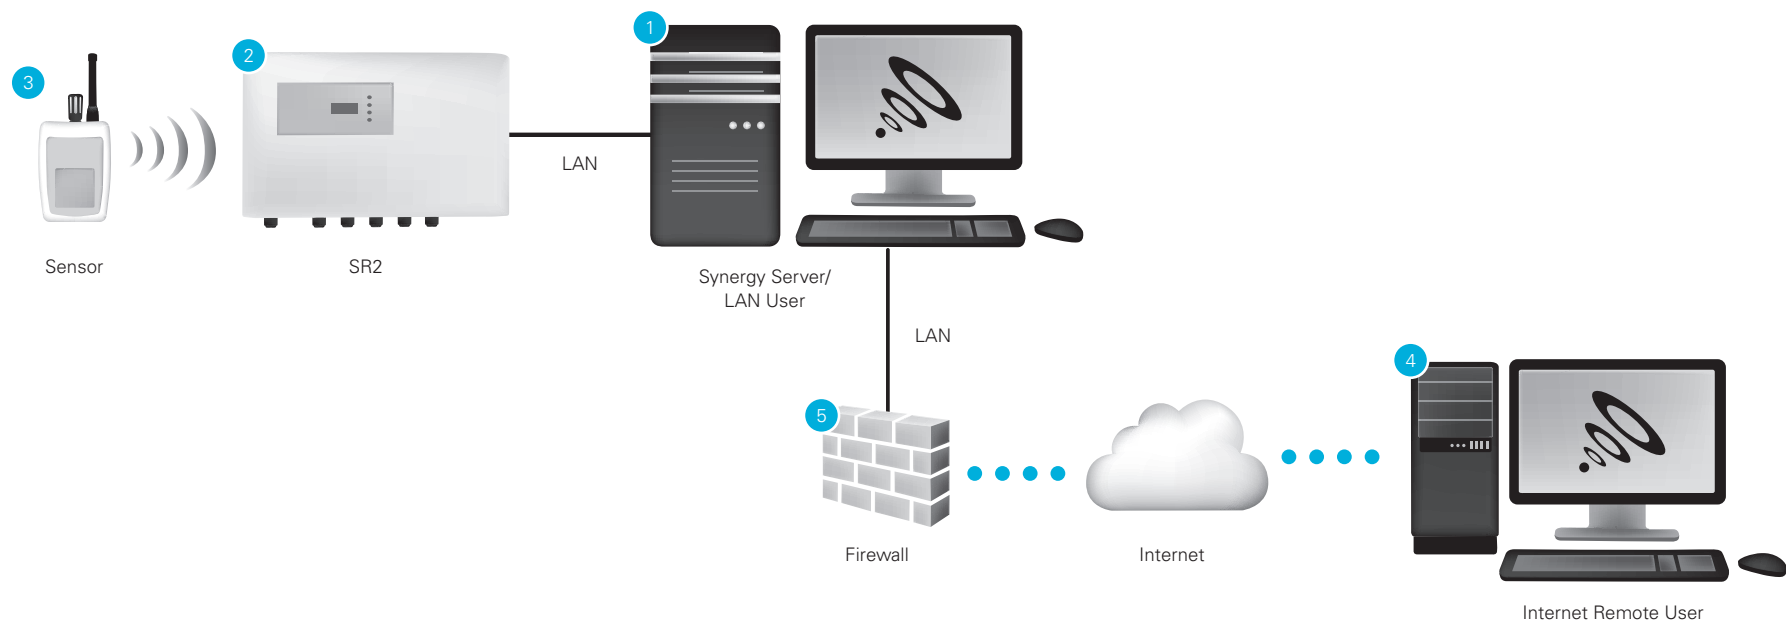 1
2
3
LAN
Sensor
SR2
Synergy Server/
LAN User
LAN
4
5
Firewall
Internet
Internet Remote User